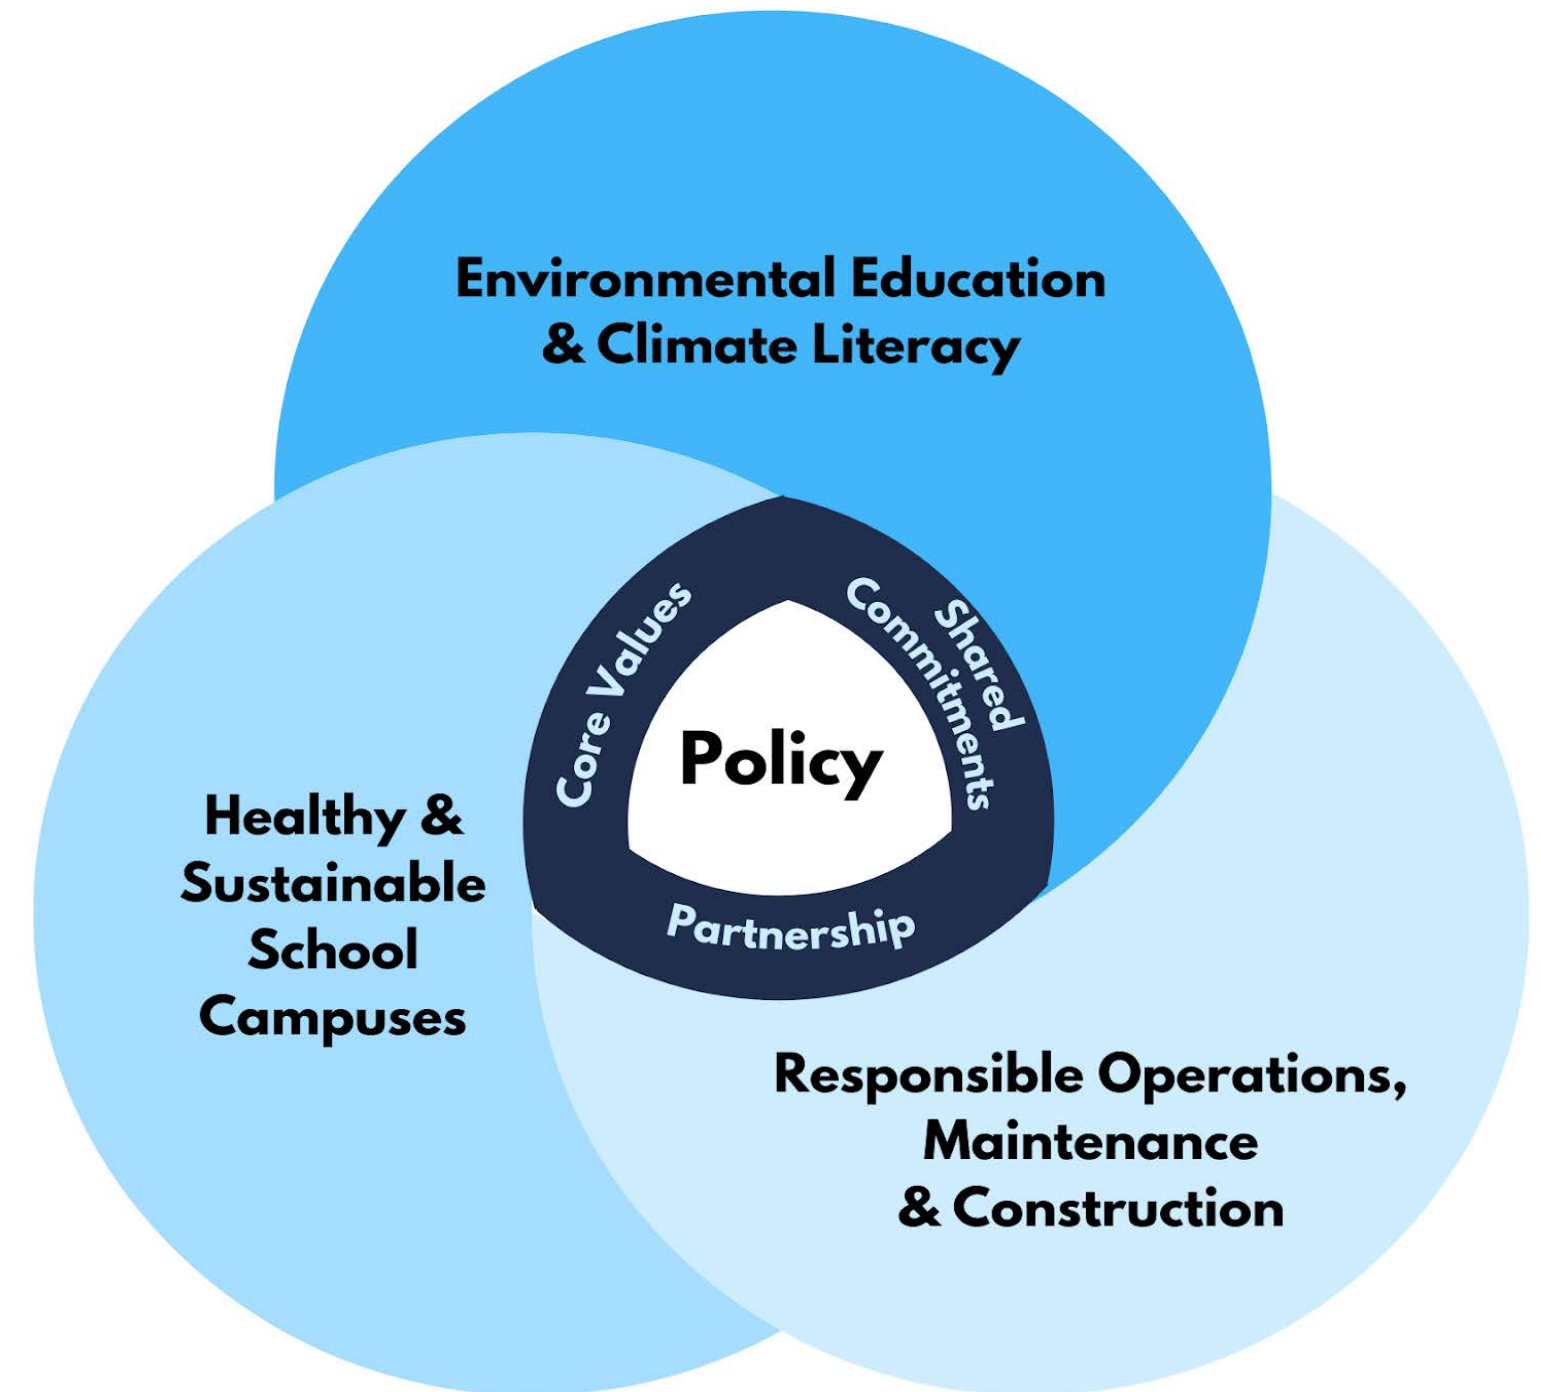 Environmental Education
& Climate Literacy
Core Values
Shared
Commitments
Policy
Partnership
Healthy &
Sustainable
School
Campuses
Responsible Operations,
Maintenance
& Construction